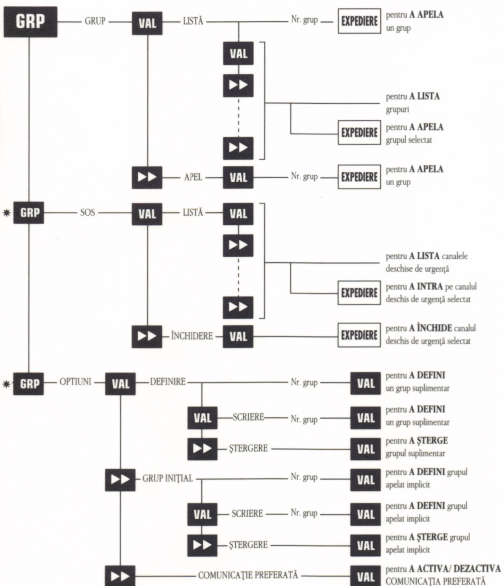 GRP GRUP VAL LISTĂ Nr. grup EXPEDIERE pentru A APELA
un grup
VAL
▶▶
pentru A LISTA
grupuri
EXPEDIERE pentru A APELA
grupul selectat
▶▶
▶▶ APEL VAL Nr. grup EXPEDIERE pentru A APELA
un grup
* GRP SOS VAL LISTĂ VAL
▶▶
pentru A LISTA canalele
deschise de urgență
EXPEDIERE pentru A INTRA pe canalul
deschis de urgență selectat
▶▶
▶▶ ÎNCHIDERE VAL EXPEDIERE pentru A ÎNCHIDE canalul
deschis de urgență selectat
* GRP OPTIUNI VAL DEFINIRE Nr. grup VAL pentru A DEFINI
un grup suplimentar
VAL SCRIERE Nr. grup VAL pentru A DEFINI
un grup suplimentar
▶▶ ȘTERGERE VAL pentru A ȘTERGE
grupul suplimentar
▶▶ GRUP INIȚIAL Nr. grup VAL pentru A DEFINI grupul
apelat implicit
VAL SCRIERE Nr. grup VAL pentru A DEFINI grupul
apelat implicit
▶▶ ȘTERGERE VAL pentru A ȘTERGE grupul
apelat implicit
▶▶ COMUNICAȚIE PREFERATĂ VAL pentru A ACTIVA/ DEZACTIVA
COMUNICAȚIA PREFERATĂ